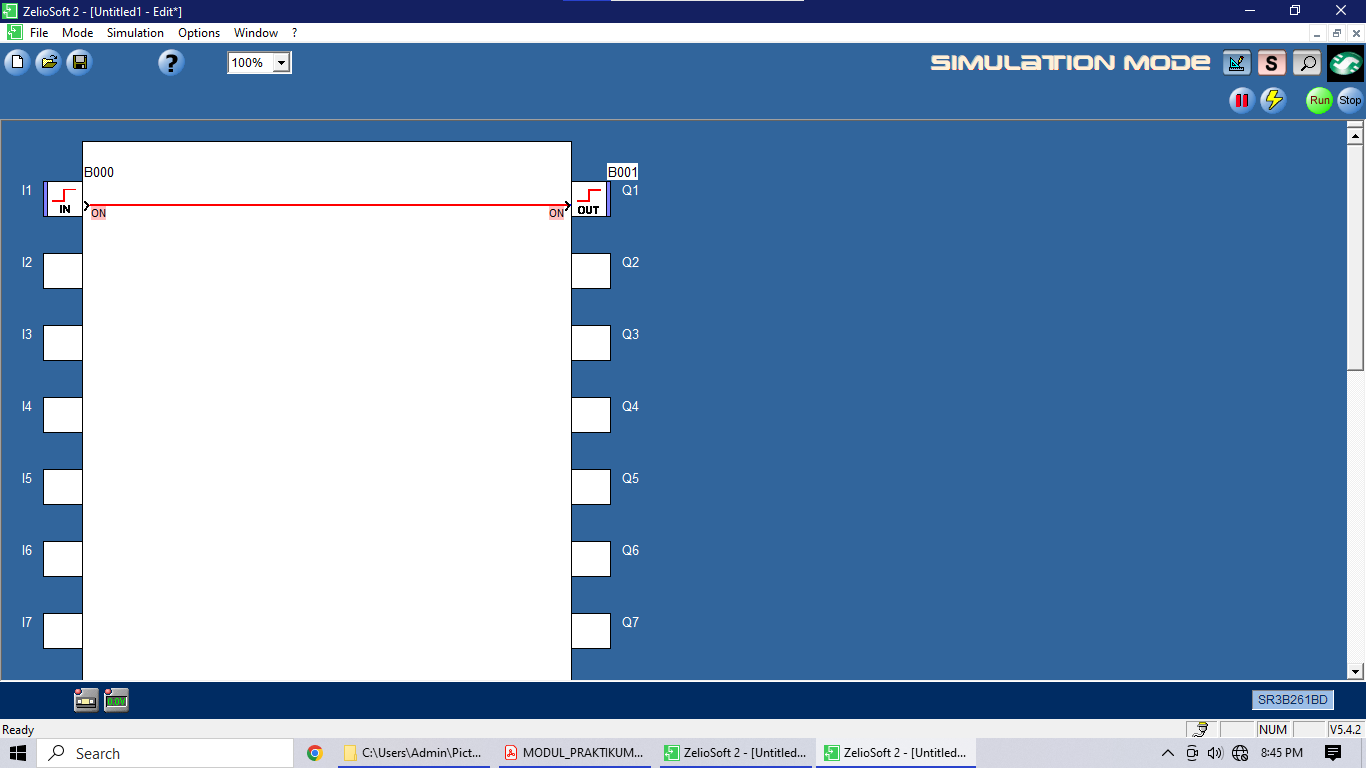 ZelioSoft 2 - [Untitled1 - Edit*]
File Mode Simulation Options Window ?
100%
SIMULATION MODE
S
Run Stop
B000 B001
I1 Q1
IN OUT
ON ON
I2 Q2
I3 Q3
I4 Q4
I5 Q5
I6 Q6
I7 Q7
0.0V
SR3B261BD
Ready NUM V5.4.2
Search C:\Users\Admin\Pict... MODUL_PRAKTIKUM... ZelioSoft 2 - [Untitled... ZelioSoft 2 - [Untitled... 8:45 PM